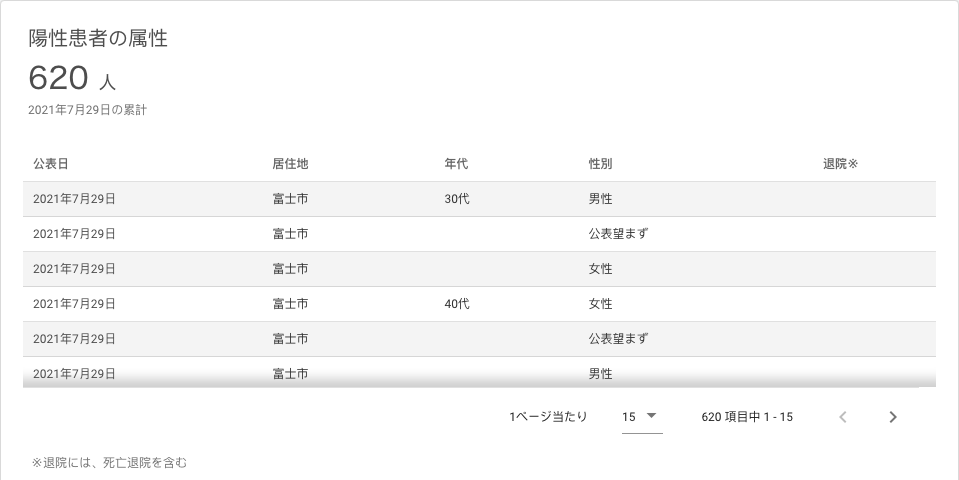 陽性患者の属性
620 人
2021年7月29日の累計
公表日 居住地 年代 性別 退院※
2021年7月29日 富士市 30代 男性
2021年7月29日 富士市 公表望まず
2021年7月29日 富士市 女性
2021年7月29日 富士市 40代 女性
2021年7月29日 富士市 公表望まず
2021年7月29日 富士市 男性
1ページ当たり 15 620 項目中 1 - 15
※退院には、死亡退院を含む